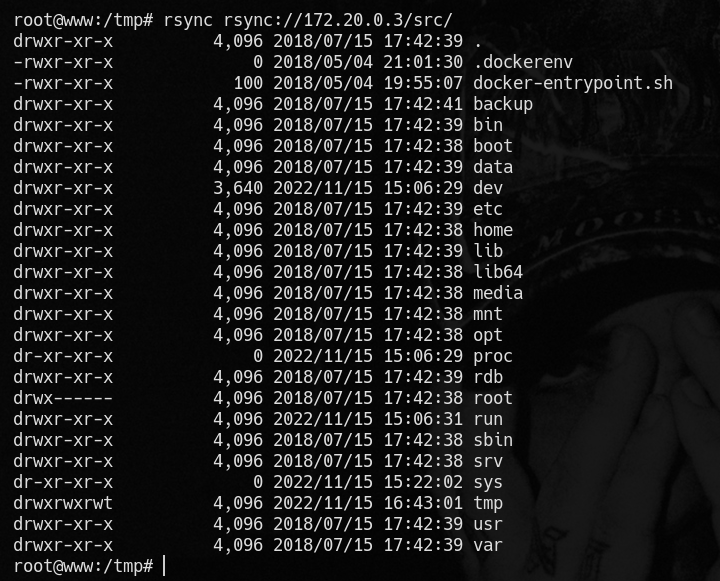 root@www:/tmp# rsync rsync://172.20.0.3/src/
drwxr-xr-x          4,096 2018/07/15 17:42:39 .
-rwxr-xr-x              0 2018/05/04 21:01:30 .dockerenv
-rwxr-xr-x            100 2018/05/04 19:55:07 docker-entrypoint.sh
drwxr-xr-x          4,096 2018/07/15 17:42:41 backup
drwxr-xr-x          4,096 2018/07/15 17:42:39 bin
drwxr-xr-x          4,096 2018/07/15 17:42:38 boot
drwxr-xr-x          4,096 2018/07/15 17:42:39 data
drwxr-xr-x          3,640 2022/11/15 15:06:29 dev
drwxr-xr-x          4,096 2018/07/15 17:42:39 etc
drwxr-xr-x          4,096 2018/07/15 17:42:38 home
drwxr-xr-x          4,096 2018/07/15 17:42:39 lib
drwxr-xr-x          4,096 2018/07/15 17:42:38 lib64
drwxr-xr-x          4,096 2018/07/15 17:42:38 media
drwxr-xr-x          4,096 2018/07/15 17:42:38 mnt
drwxr-xr-x          4,096 2018/07/15 17:42:38 opt
dr-xr-xr-x              0 2022/11/15 15:06:29 proc
drwxr-xr-x          4,096 2018/07/15 17:42:39 rdb
drwx------          4,096 2018/07/15 17:42:38 root
drwxr-xr-x          4,096 2022/11/15 15:06:31 run
drwxr-xr-x          4,096 2018/07/15 17:42:38 sbin
drwxr-xr-x          4,096 2018/07/15 17:42:38 srv
dr-xr-xr-x              0 2022/11/15 15:22:02 sys
drwxrwxrwt          4,096 2022/11/15 16:43:01 tmp
drwxr-xr-x          4,096 2018/07/15 17:42:39 usr
drwxr-xr-x          4,096 2018/07/15 17:42:39 var
root@www:/tmp#